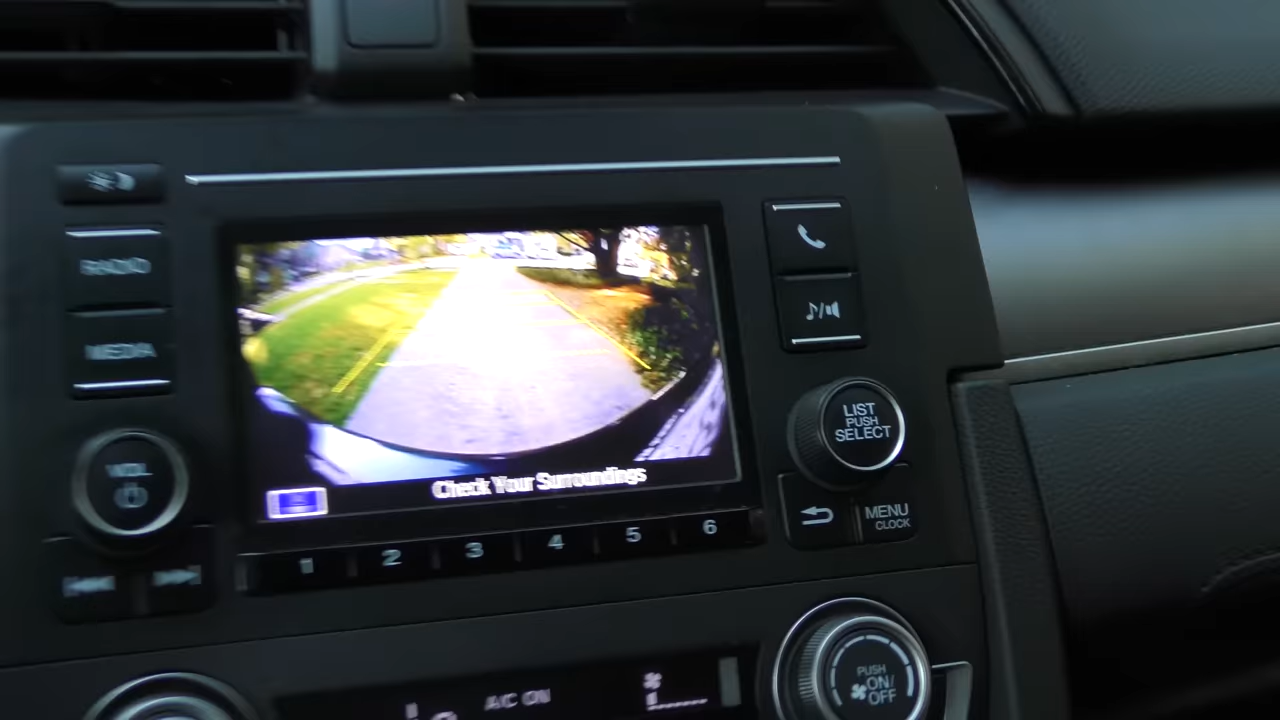 RADIO
MEDIA
VOL
Check Your Surroundings
1 2 3 4 5 6
LIST
PUSH
SELECT
MENU
CLOCK
A/C ON
PUSH
ON/
OFF